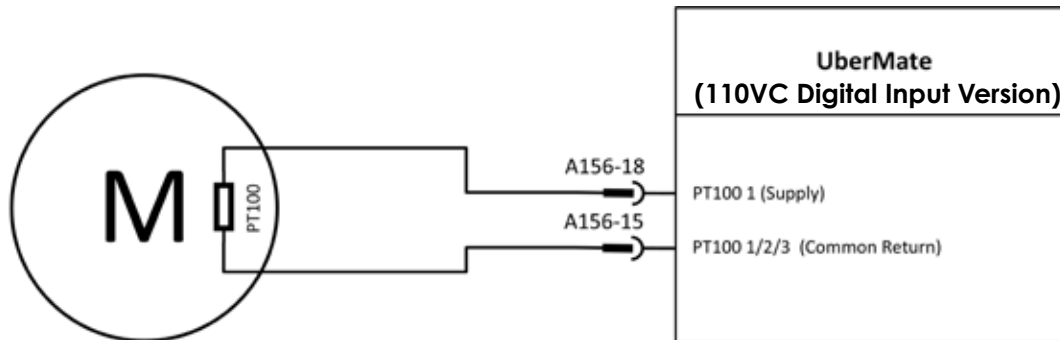 UberMate
(110VC Digital Input Version)
M
PT100
A156-18
PT100 1 (Supply)
A156-15
PT100 1/2/3 (Common Return)